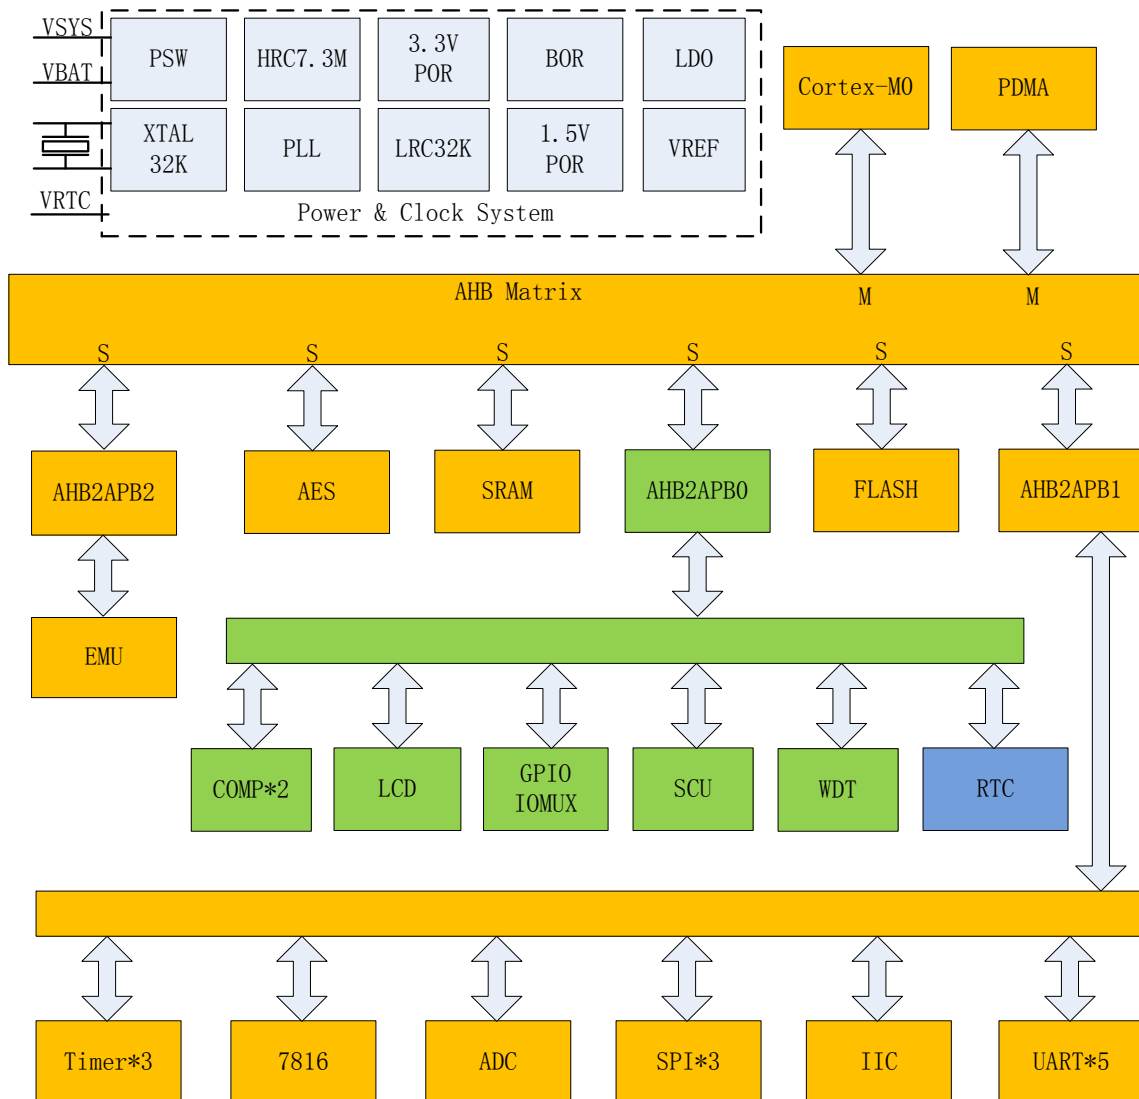 VSYS
VBAT
VRTC
PSW
HRC7.3M
3.3V
POR
BOR
LDO
XTAL
32K
PLL
LRC32K
1.5V
POR
VREF
Power & Clock System
Cortex-M0
PDMA
AHB Matrix
M
M
S
S
S
S
S
S
AHB2APB2
AES
SRAM
AHB2APB0
FLASH
AHB2APB1
EMU
COMP*2
LCD
GPIO
IOMUX
SCU
WDT
RTC
Timer*3
7816
ADC
SPI*3
IIC
UART*5